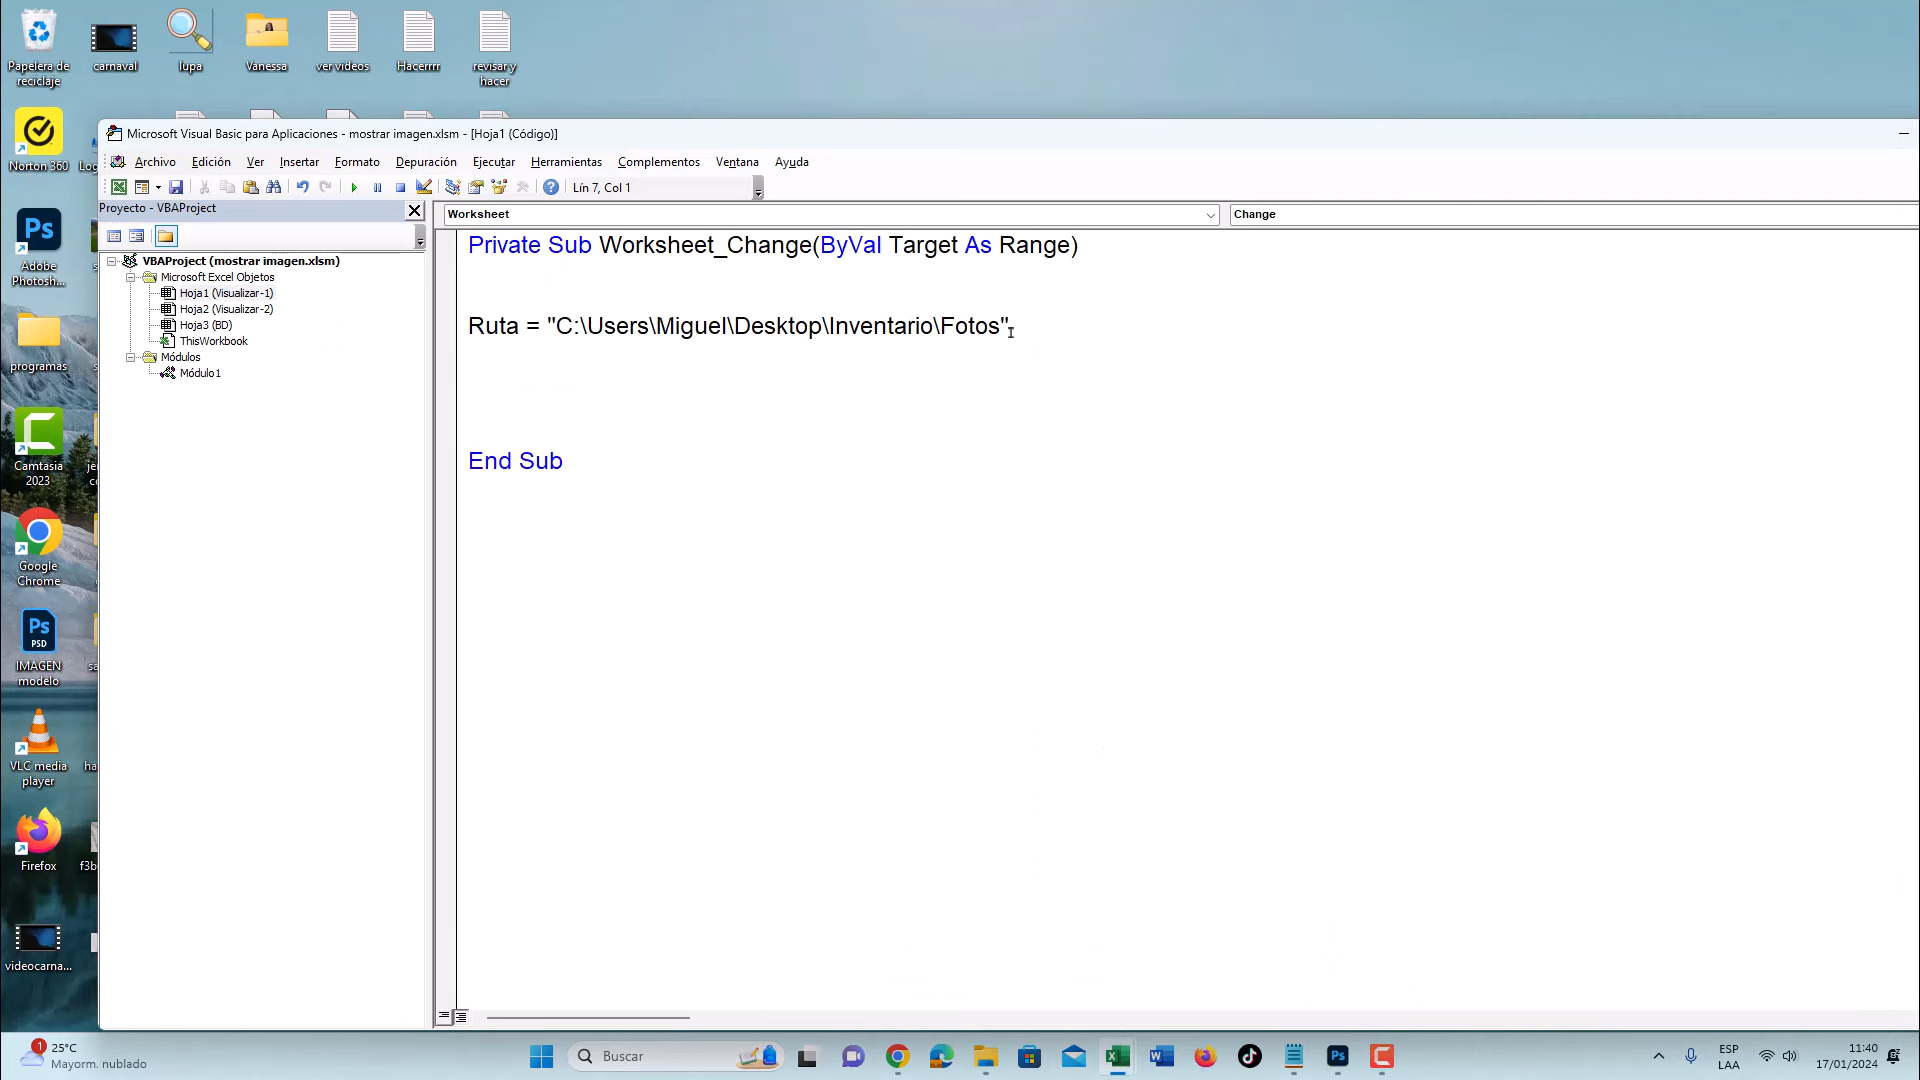 Papelera de
reciclaje
carnaval
lupa
Vanessa
ver videos
Hacerrrr
revisar y
hacer
Norton 360
Adobe
Photosh...
programas
Camtasia
2023
Google
Chrome
IMAGEN
modelo
VLC media
player
Firefox
videocarna...
Microsoft Visual Basic para Aplicaciones - mostrar imagen.xlsm - [Hoja1 (Código)]
Archivo Edición Ver Insertar Formato Depuración Ejecutar Herramientas Complementos Ventana Ayuda
Lín 7, Col 1
Proyecto - VBAProject
VBAProject (mostrar imagen.xlsm)
Microsoft Excel Objetos
Hoja1 (Visualizar-1)
Hoja2 (Visualizar-2)
Hoja3 (BD)
ThisWorkbook
Módulos
Módulo1
Worksheet
Change
Private Sub Worksheet_Change(ByVal Target As Range)
Ruta = "C:\Users\Miguel\Desktop\Inventario\Fotos"
End Sub
1
25°C
Mayorm. nublado
Buscar
ESP
LAA
11:40
17/01/2024